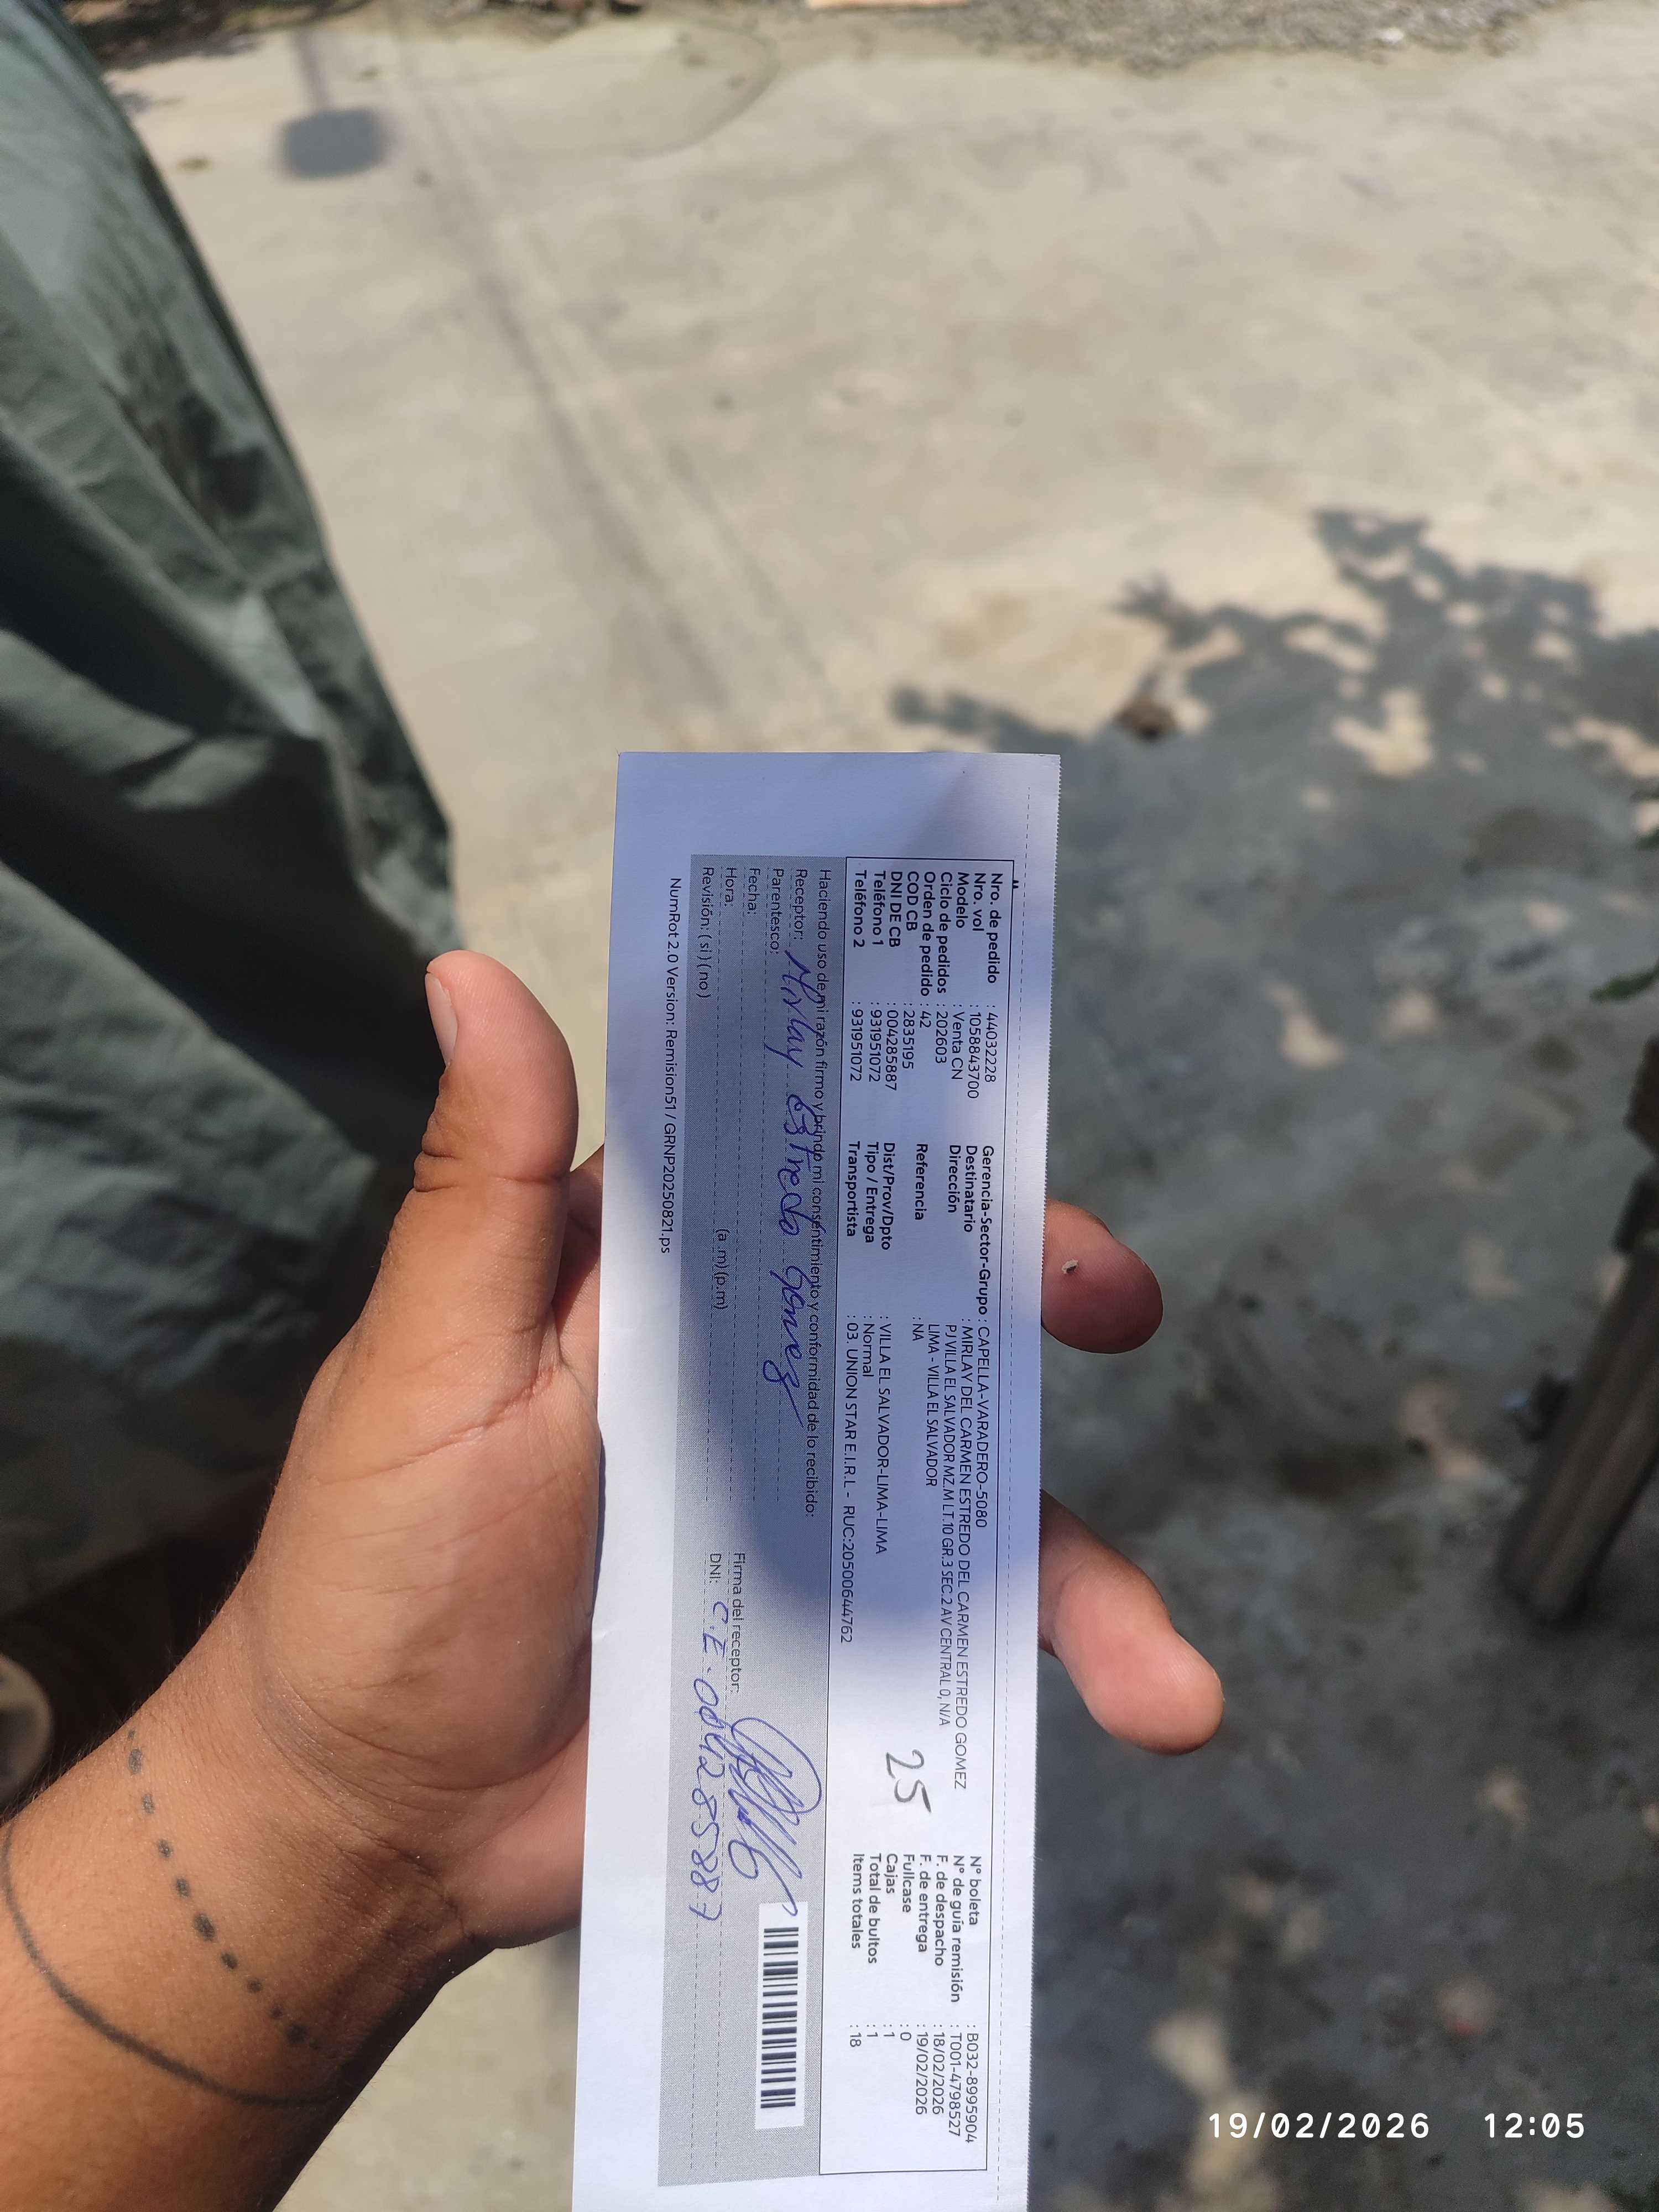 Nro. de pedido : 44032228
Nro. vol : 1058843700
Modelo : Venta CN
Ciclo de pedidos : 202603
Orden de pedido : 42
COD CB : 2835195
DNI DE CB : 004285887
Teléfono 1 : 931951072
Teléfono 2 : 931951072
Gerencia-Sector-Grupo : CAPELLA-VARADERO-5080
Destinatario : MIRLAY DEL CARMEN ESTREDO DEL CARMEN ESTREDO GOMEZ
Dirección PJ VILLA EL SALVADOR MZ.M LT.10 GR.3 SEC.2 AV CENTRAL 0, N/A
LIMA - VILLA EL SALVADOR
Referencia : NA
Dist/Prov/Dpto : VILLA EL SALVADOR-LIMA-LIMA
Tipo / Entrega : Normal
Transportista : 03. UNION STAR E.I.R.L - RUC:20500644762
25
N° boleta : B032-8995904
N° de guía remisión : T001-4798527
F. de despacho : 18/02/2026
F. de entrega : 19/02/2026
Fullcase : 0
Cajas : 1
Total de bultos : 1
Items totales : 18
Haciendo uso de mi razón firmo y brindo mi consentimiento y conformidad de lo recibido:
Receptor: Mirlay Estredo Gomez
Parentesco:
Fecha:
Hora: (a .m) (p.m)
Revisión: ( si ) ( no )
Firma del receptor:
DNI: C.E. 004285887
NumRot 2.0 Version: Remision51 / GRNP20250821.ps
19/02/2026 12:05